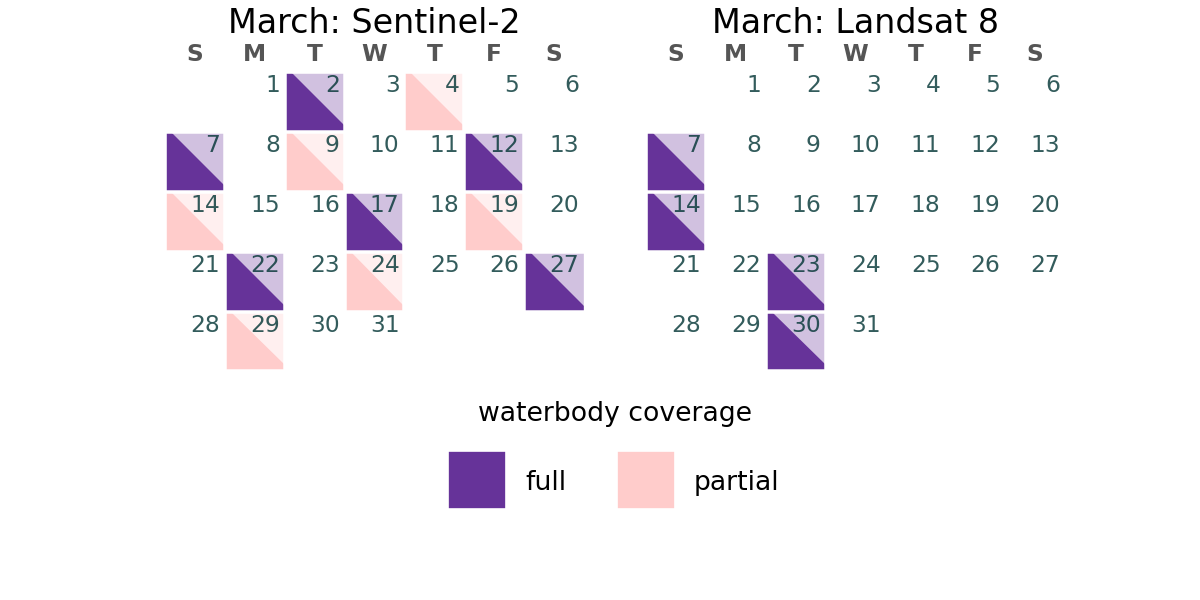 March: Sentinel-2
S M T W T F S
1 2 3 4 5 6
7 8 9 10 11 12 13
14 15 16 17 18 19 20
21 22 23 24 25 26 27
28 29 30 31
March: Landsat 8
S M T W T F S
1 2 3 4 5 6
7 8 9 10 11 12 13
14 15 16 17 18 19 20
21 22 23 24 25 26 27
28 29 30 31
waterbody coverage
full partial